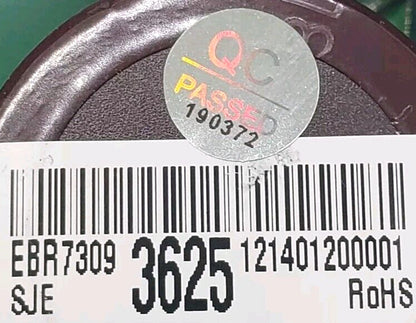 QC
PASSED
190372
EBR7309 3625 121401200001
SJE RoHS